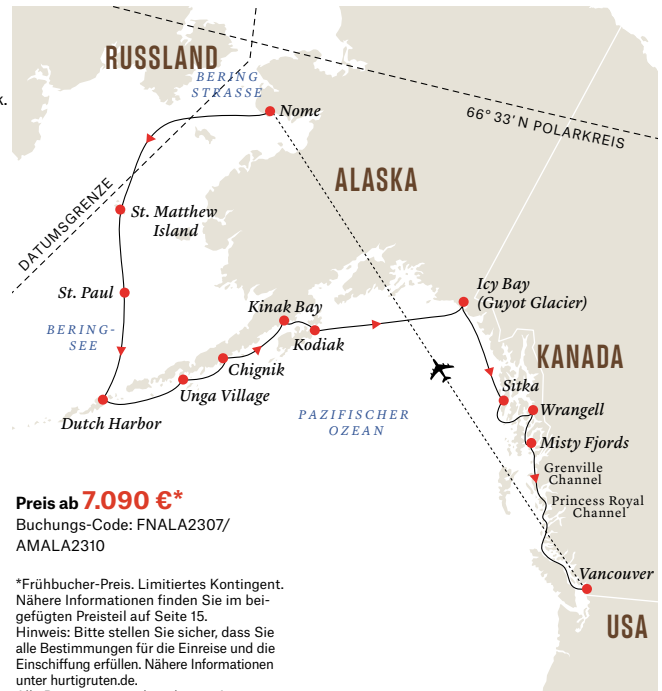 RUSSLAND
BERING
STRASSE
k.
Nome
66° 33' N POLARKREIS
ALASKA
DATUMSGRENZE
St. Matthew
Island
St. Paul
Icy Bay
(Guyot Glacier)
Kinak Bay
BERING-
SEE
Kodiak
KANADA
Chignik
Sitka
Unga Village
Wrangell
PAZIFISCHER
OZEAN
Dutch Harbor
Misty Fjords
Grenville
Channel
Princess Royal
Channel
Vancouver
USA
Preis ab 7.090 €*
Buchungs-Code: FNALA2307/
AMALA2310
*Frühbucher-Preis. Limitiertes Kontingent.
Nähere Informationen finden Sie im bei-
gefügten Preisteil auf Seite 15.
Hinweis: Bitte stellen Sie sicher, dass Sie
alle Bestimmungen für die Einreise und die
Einschiffung erfüllen. Nähere Informationen
unter hurtigruten.de.